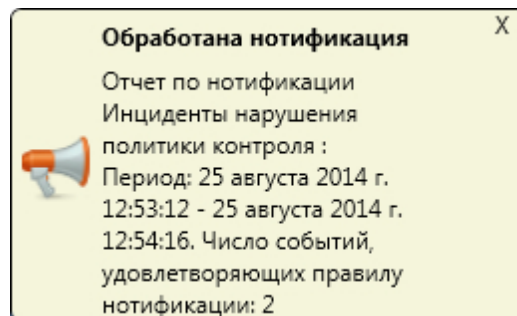 X
Обработана нотификация
Отчет по нотификации
Инциденты нарушения
политики контроля :
Период: 25 августа 2014 г.
12:53:12 - 25 августа 2014 г.
12:54:16. Число событий,
удовлетворяющих правилу
нотификации: 2